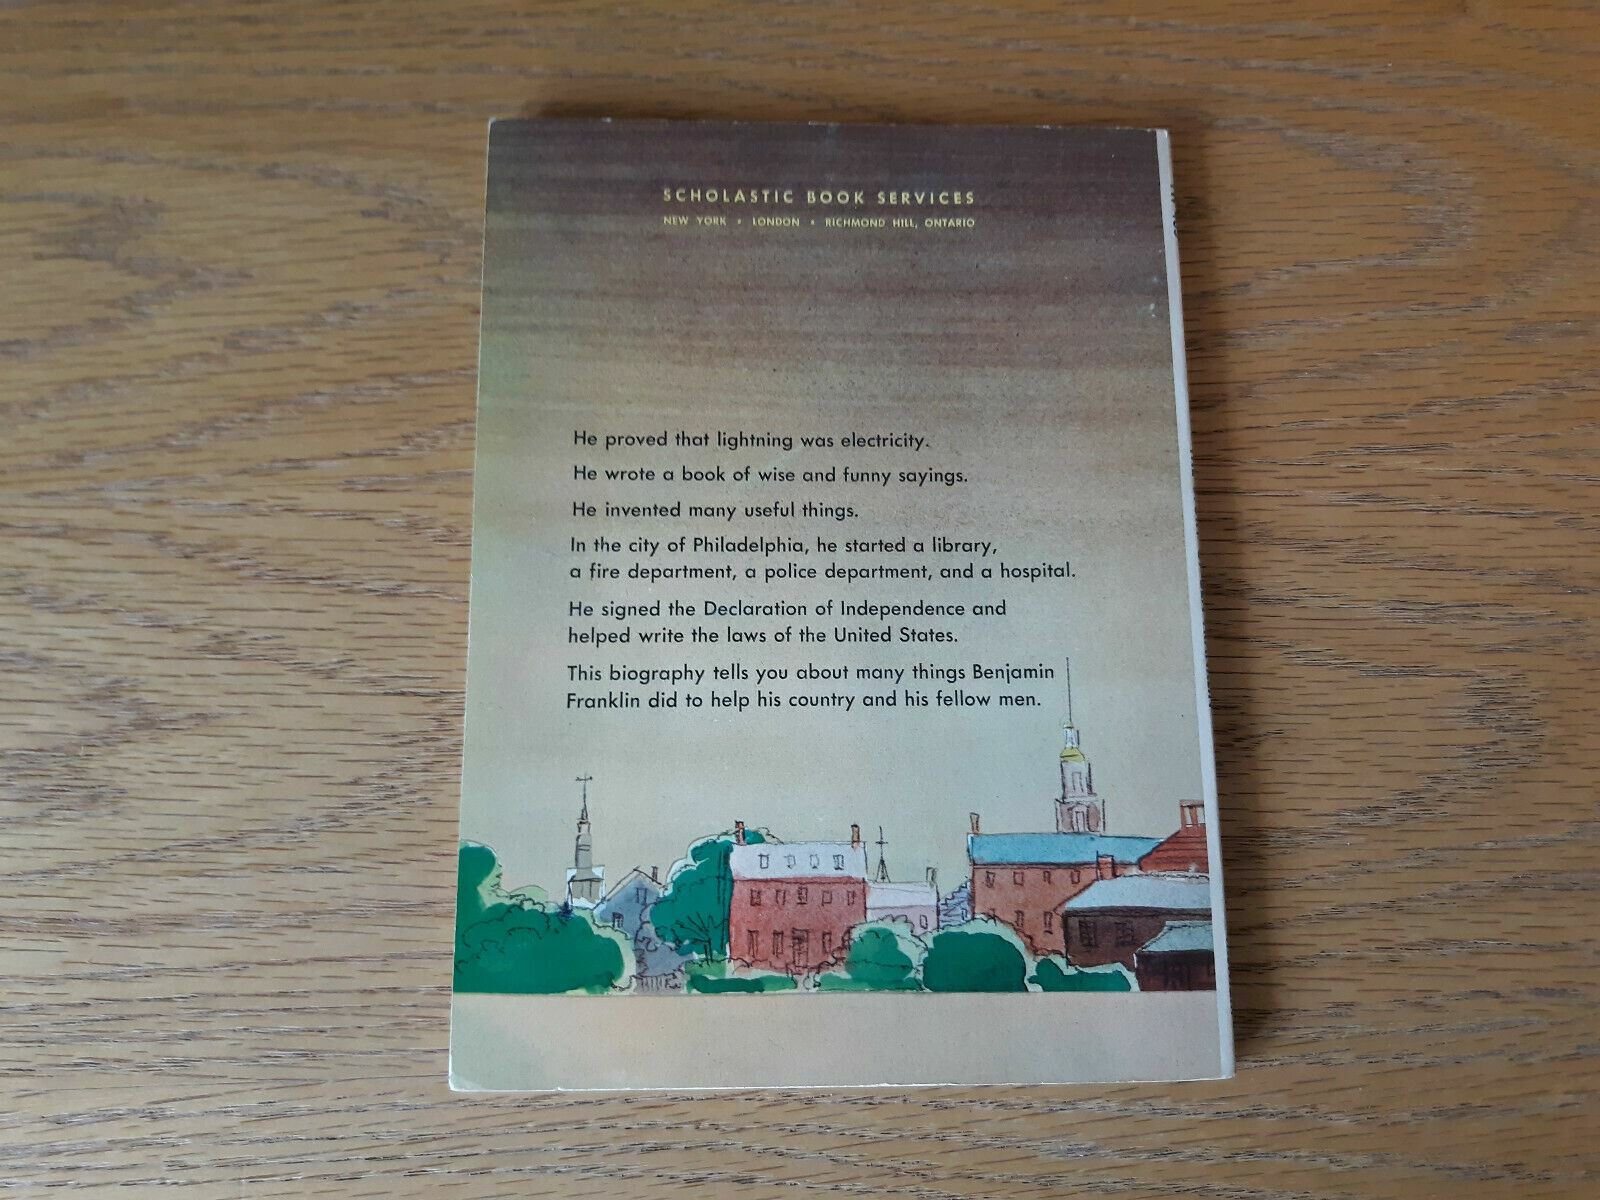 SCHOLASTIC BOOK SERVICES
NEW YORK • LONDON • RICHMOND HILL, ONTARIO
He proved that lightning was electricity.
He wrote a book of wise and funny sayings.
He invented many useful things.
In the city of Philadelphia, he started a library,
a fire department, a police department, and a hospital.
He signed the Declaration of Independence and
helped write the laws of the United States.
This biography tells you about many things Benjamin
Franklin did to help his country and his fellow men.